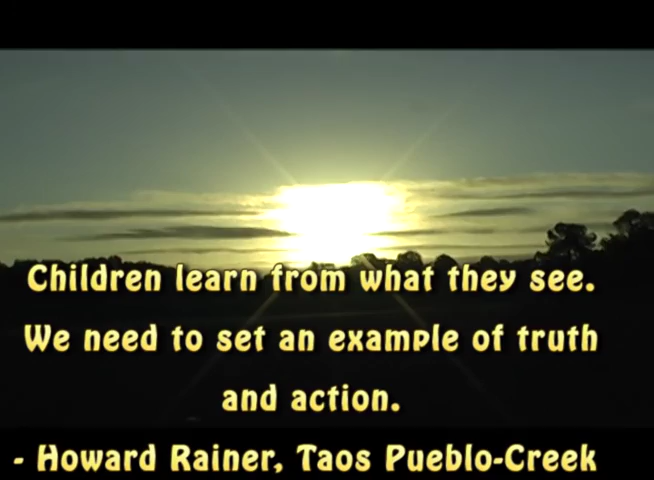 Children learn from what they see.
We need to set an example of truth
and action.
- Howard Rainer, Taos Pueblo-Creek